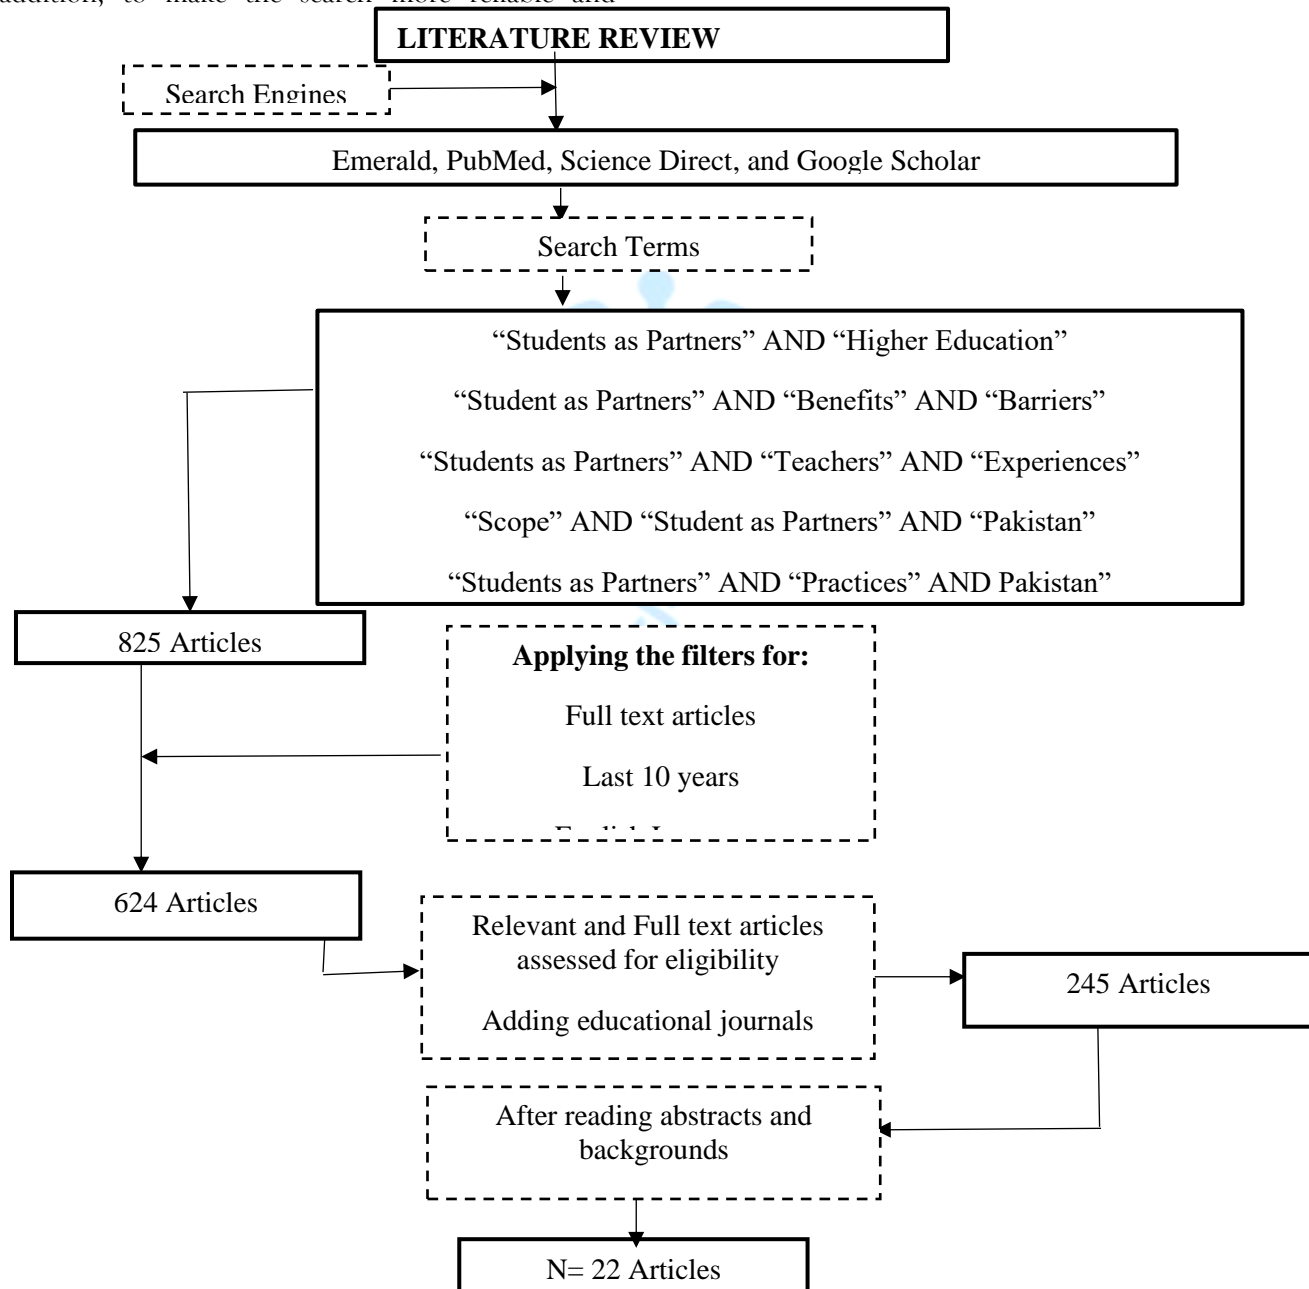 addition, to make the search more reliable and
LITERATURE REVIEW
Search Engines
Emerald, PubMed, Science Direct, and Google Scholar
Search Terms
“Students as Partners” AND “Higher Education”
“Student as Partners” AND “Benefits” AND “Barriers”
“Students as Partners” AND “Teachers” AND “Experiences”
“Scope” AND “Student as Partners” AND “Pakistan”
“Students as Partners” AND “Practices” AND Pakistan”
825 Articles
Applying the filters for:
Full text articles
Last 10 years
624 Articles
Relevant and Full text articles
assessed for eligibility
Adding educational journals
245 Articles
After reading abstracts and
backgrounds
N= 22 Articles